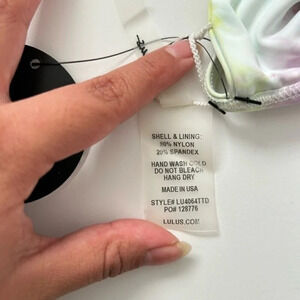 SHELL & LINING:
80% NYLON
20% SPANDEX
HAND WASH COLD
DO NOT BLEACH
HANG DRY
MADE IN USA
STYLE# LU4064TTD
PO# 128776
LULUS.COM